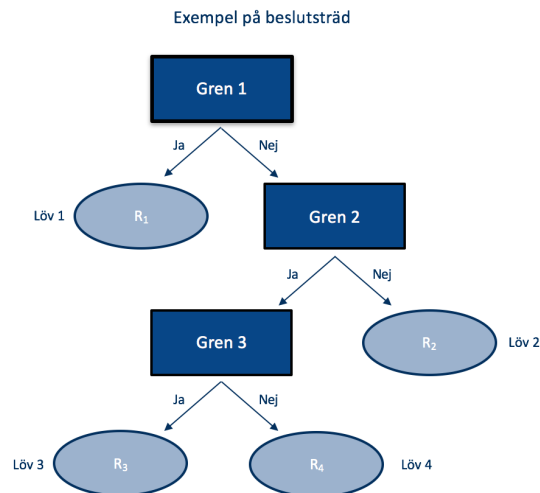 Exempel på beslutsträd
Gren 1
Ja
Nej
Löv 1
R₁
Gren 2
Ja
Nej
Gren 3
R₂
Löv 2
Ja
Nej
Löv 3
R₃
R₄
Löv 4